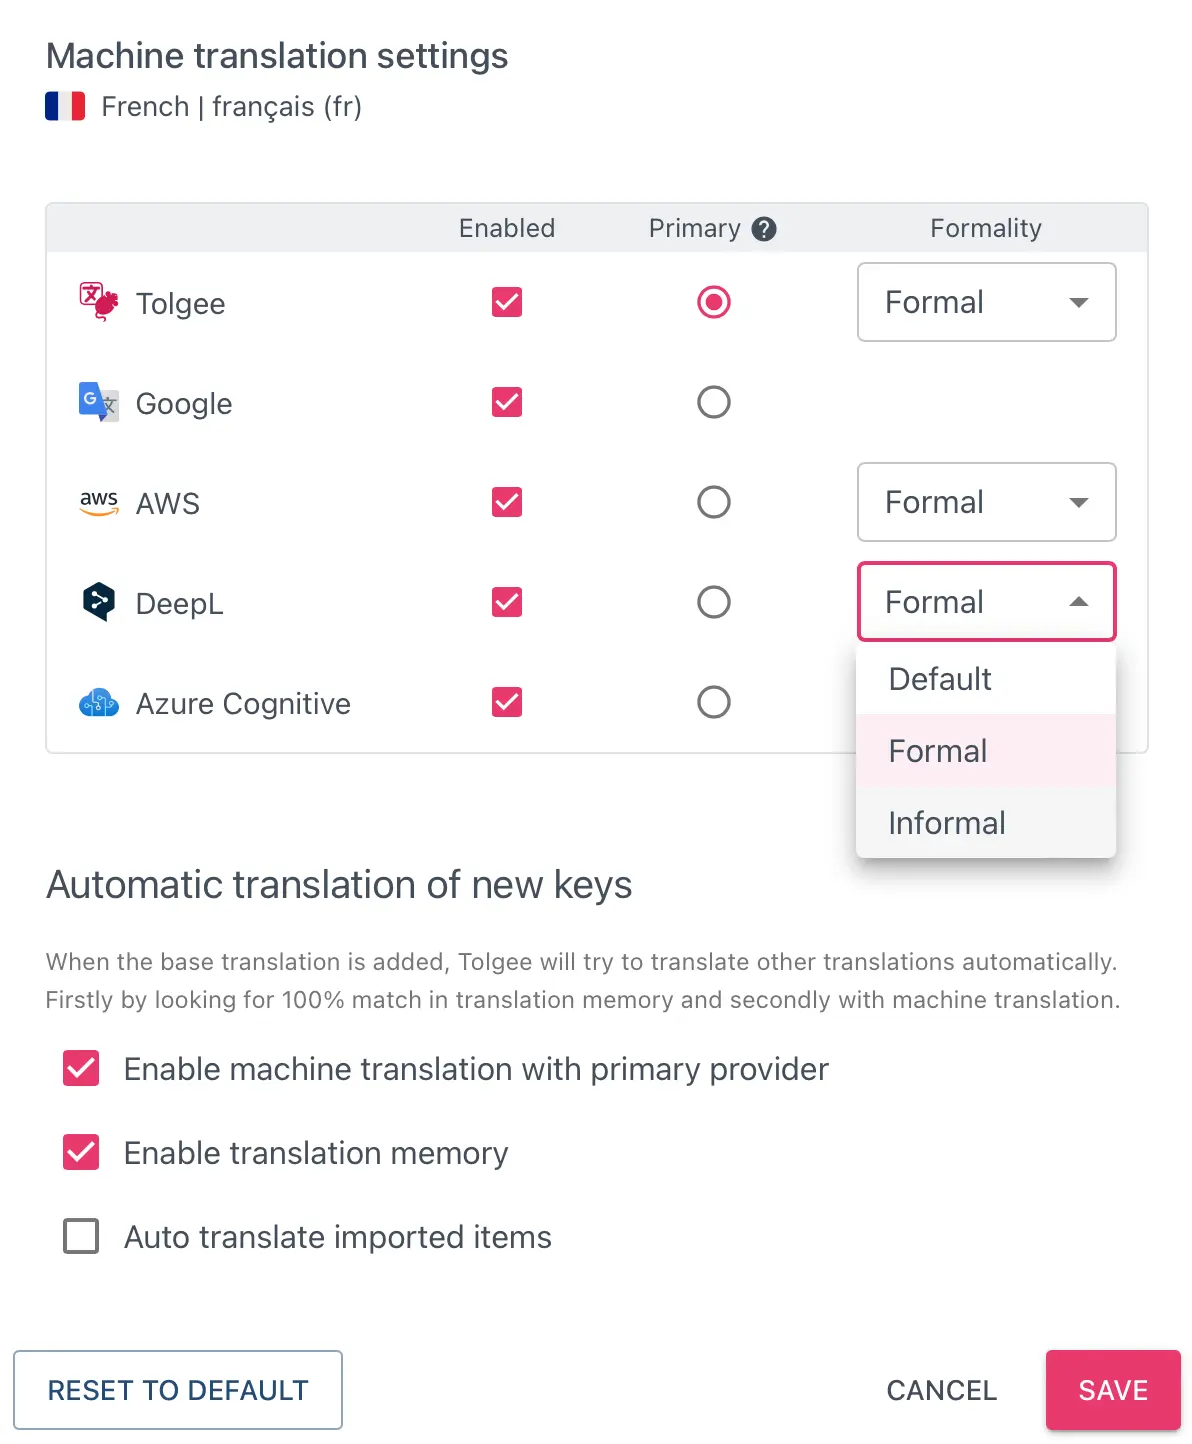 Machine translation settings
French | français (fr)
Enabled Primary ? Formality
Tolgee Formal
G Google
aws AWS Formal
DeepL Formal
Default
Azure Cognitive
Formal
Informal
Automatic translation of new keys
When the base translation is added, Tolgee will try to translate other translations automatically.
Firstly by looking for 100% match in translation memory and secondly with machine translation.
Enable machine translation with primary provider
Enable translation memory
Auto translate imported items
RESET TO DEFAULT CANCEL SAVE